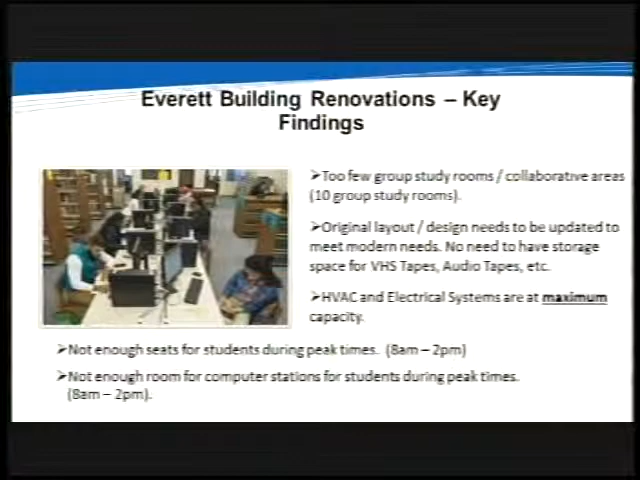 Everett Building Renovations – Key
Findings
➢Too few group study rooms / collaborative areas
(10 group study rooms).
➢Original layout / design needs to be updated to
meet modern needs. No need to have storage
space for VHS Tapes, Audio Tapes, etc.
➢HVAC and Electrical Systems are at maximum
capacity.
➢Not enough seats for students during peak times. (8am – 2pm)
➢Not enough room for computer stations for students during peak times.
(8am – 2pm).